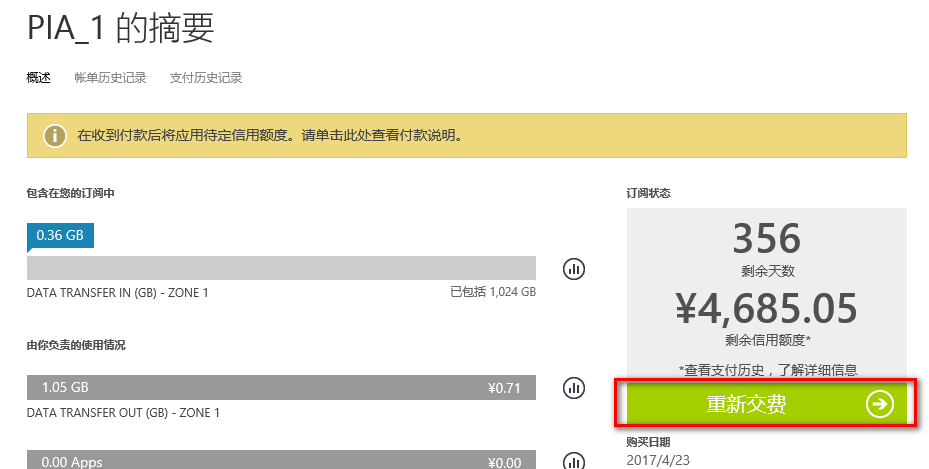 PIA_1 的摘要
概述 帐单历史记录 支付历史记录
在收到付款后将应用待定信用额度。请单击此处查看付款说明。
包含在您的订阅中
0.36 GB
DATA TRANSFER IN (GB) - ZONE 1 已包括 1,024 GB
由你负责的使用情况
1.05 GB ¥0.71
DATA TRANSFER OUT (GB) - ZONE 1
0.00 Apps ¥0.00
订阅状态
356
剩余天数
¥4,685.05
剩余信用额度*
*查看支付历史，了解详细信息
重新交费
购买日期
2017/4/23